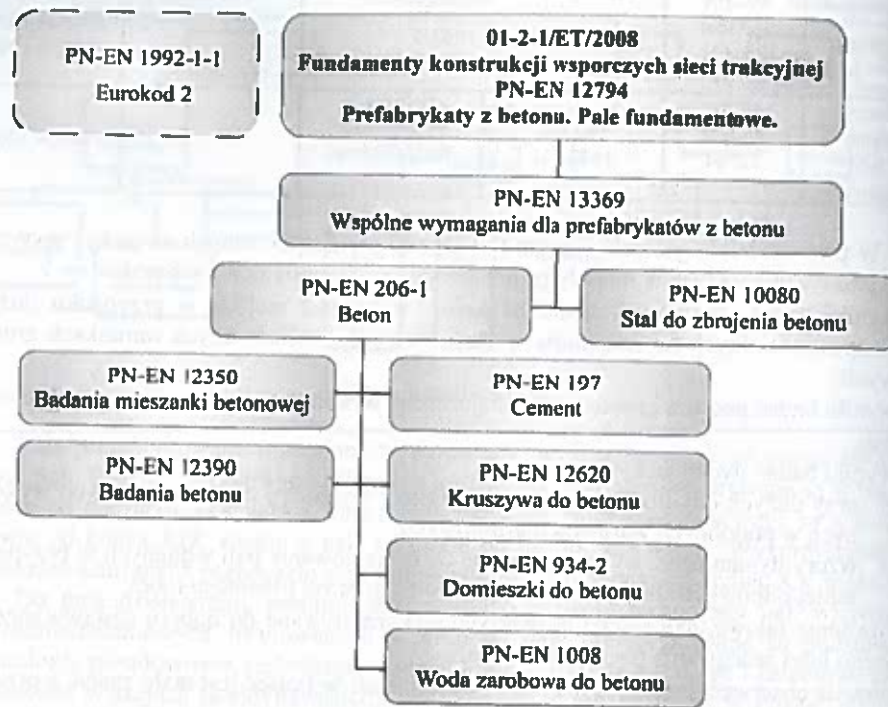 PN-EN 1992-1-1
Eurokod 2
01-2-1/ET/2008
Fundamenty konstrukcji wsporczych sieci trakcyjnej
PN-EN 12794
Prefabrykaty z betonu. Pale fundamentowe.
PN-EN 13369
Wspólne wymagania dla prefabrykatów z betonu
PN-EN 206-1
Beton
PN-EN 10080
Stal do zbrojenia betonu
PN-EN 12350
Badania mieszanki betonowej
PN-EN 197
Cement
PN-EN 12390
Badania betonu
PN-EN 12620
Kruszywa do betonu
PN-EN 934-2
Domieszki do betonu
PN-EN 1008
Woda zarobowa do betonu